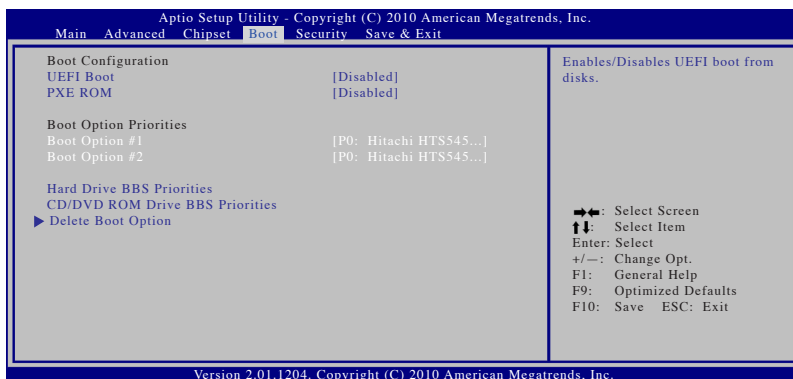 Aptio Setup Utility - Copyright (C) 2010 American Megatrends, Inc.
Main Advanced Chipset Boot Security Save & Exit
Boot Configuration
UEFI Boot [Disabled]
PXE ROM [Disabled]
Boot Option Priorities
Boot Option #1 [P0: Hitachi HTS545...]
Boot Option #2 [P0: Hitachi HTS545...]
Hard Drive BBS Priorities
CD/DVD ROM Drive BBS Priorities
Delete Boot Option
Enables/Disables UEFI boot from
disks.
: Select Screen
: Select Item
Enter: Select
+/—: Change Opt.
F1: General Help
F9: Optimized Defaults
F10: Save ESC: Exit
Version 2.01.1204. Copyright (C) 2010 American Megatrends, Inc.